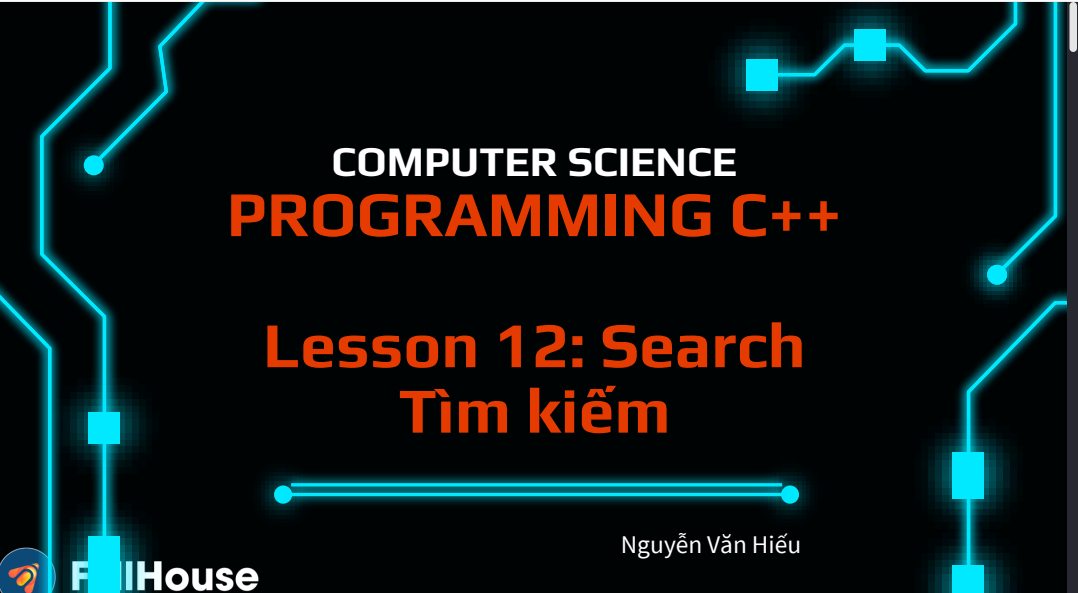 COMPUTER SCIENCE
PROGRAMMING C++
Lesson 12: Search
Tìm kiếm
Nguyễn Văn Hiếu